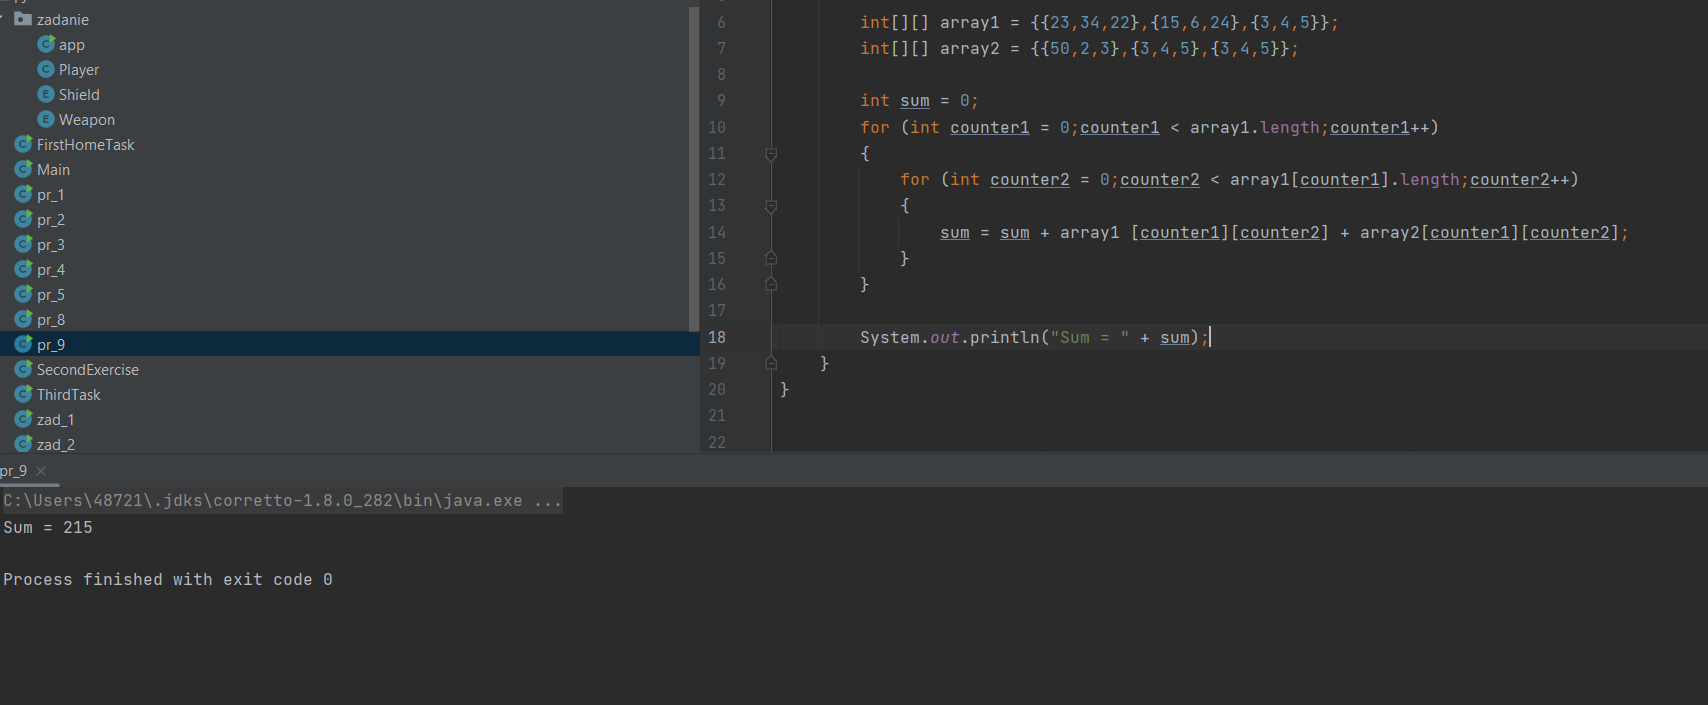 zadanie
app
Player
Shield
Weapon
FirstHomeTask
Main
pr_1
pr_2
pr_3
pr_4
pr_5
pr_8
pr_9
SecondExercise
ThirdTask
zad_1
zad_2
6 int[][] array1 = {{23,34,22},{15,6,24},{3,4,5}};
7 int[][] array2 = {{50,2,3},{3,4,5},{3,4,5}};
8
9 int sum = 0;
10 for (int counter1 = 0;counter1 < array1.length;counter1++)
11 {
12 for (int counter2 = 0;counter2 < array1[counter1].length;counter2++)
13 {
14 sum = sum + array1 [counter1][counter2] + array2[counter1][counter2];
15 }
16 }
17
18 System.out.println("Sum = " + sum);
19 }
20 }
21
22
pr_9
C:\Users\48721\.jdks\corretto-1.8.0_282\bin\java.exe ...
Sum = 215
Process finished with exit code 0